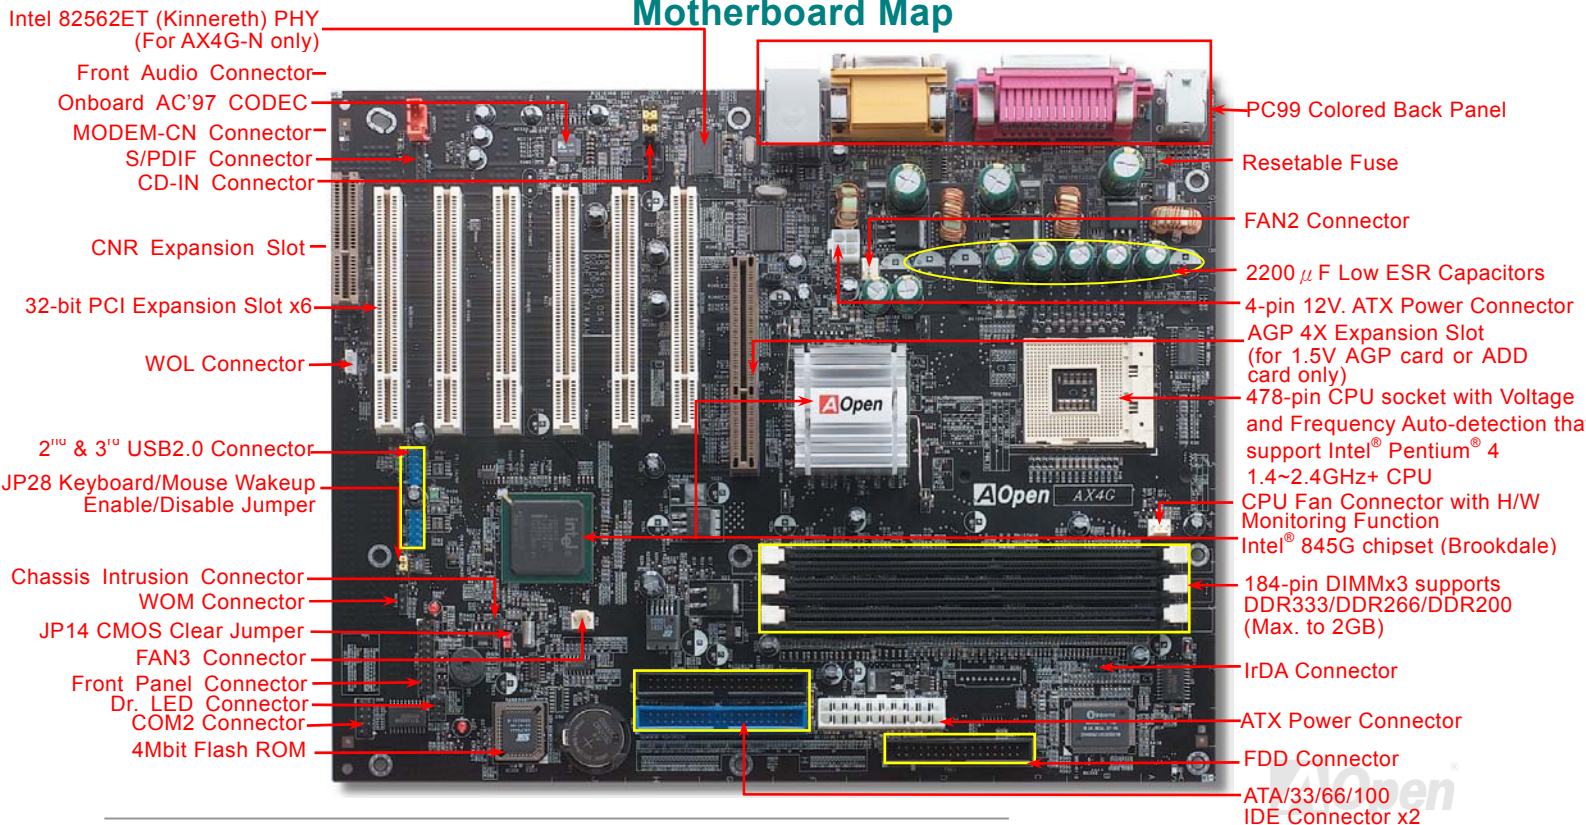 Motherboard Map
Intel 82562ET (Kinnereth) PHY
(For AX4G-N only)
Front Audio Connector
Onboard AC'97 CODEC
MODEM-CN Connector
S/PDIF Connector
CD-IN Connector
CNR Expansion Slot
32-bit PCI Expansion Slot x6
WOL Connector
2nd & 3rd USB2.0 Connector
JP28 Keyboard/Mouse Wakeup
Enable/Disable Jumper
Chassis Intrusion Connector
WOM Connector
JP14 CMOS Clear Jumper
FAN3 Connector
Front Panel Connector
Dr. LED Connector
COM2 Connector
4Mbit Flash ROM
PC99 Colored Back Panel
Resetable Fuse
FAN2 Connector
2200 μF Low ESR Capacitors
4-pin 12V. ATX Power Connector
AGP 4X Expansion Slot
(for 1.5V AGP card or ADD
card only)
478-pin CPU socket with Voltage
and Frequency Auto-detection tha
support Intel® Pentium® 4
1.4~2.4GHz+ CPU
CPU Fan Connector with H/W
Monitoring Function
Intel® 845G chipset (Brookdale)
184-pin DIMMx3 supports
DDR333/DDR266/DDR200
(Max. to 2GB)
IrDA Connector
ATX Power Connector
FDD Connector
ATA/33/66/100
IDE Connector x2
AOpen
AOpen AX4G
intel
AOpen®